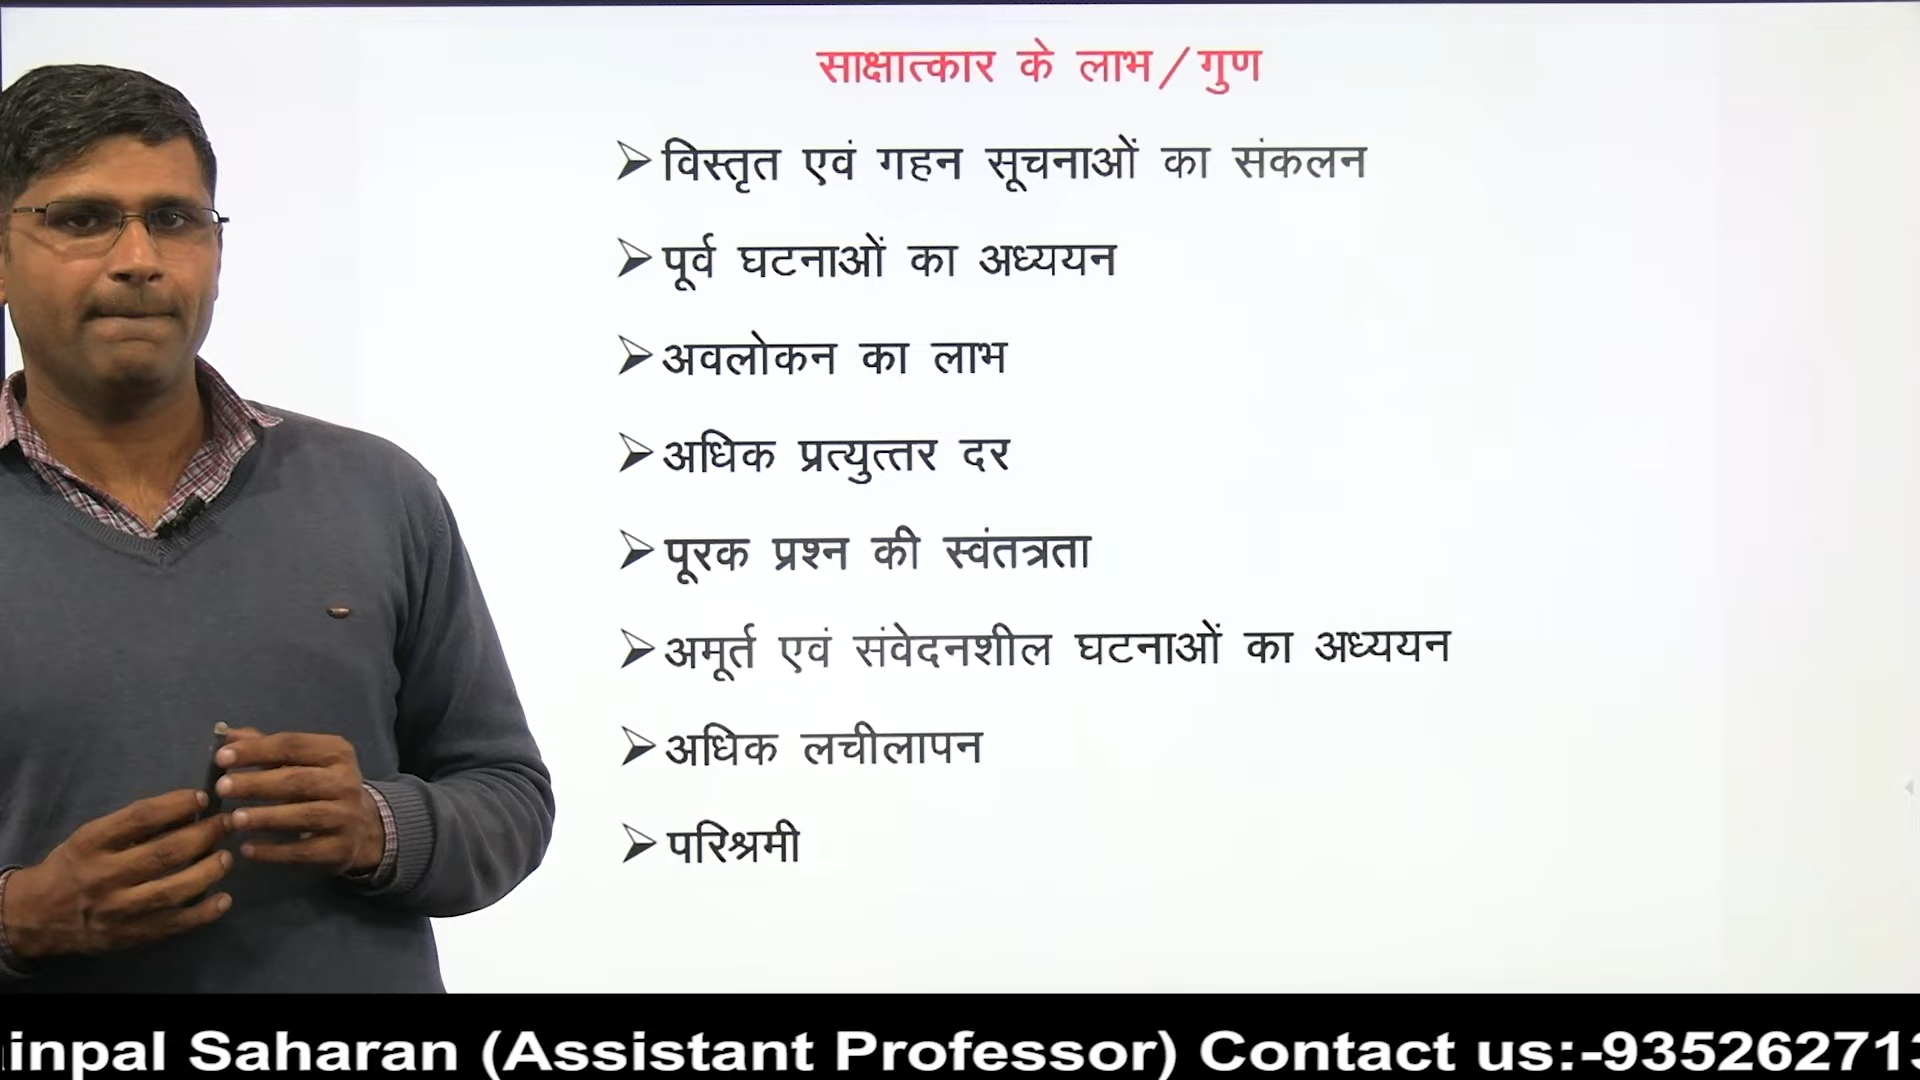 साक्षात्कार के लाभ/गुण
➢विस्तृत एवं गहन सूचनाओं का संकलन
➢पूर्व घटनाओं का अध्ययन
➢अवलोकन का लाभ
➢अधिक प्रत्युत्तर दर
➢पूरक प्रश्न की स्वंतत्रता
➢अमूर्त एवं संवेदनशील घटनाओं का अध्ययन
➢अधिक लचीलापन
➢परिश्रमी
inpal Saharan (Assistant Professor) Contact us:-935262713